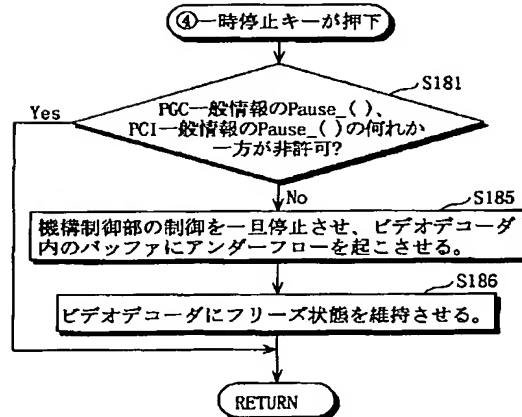 ④一時停止キーが押下
S181
PGC一般情報のPause_( )、
PCI一般情報のPause_( )の何れか
一方が非許可?
Yes
No
S185
機構制御部の制御を一旦停止させ、ビデオデコーダ
内のバッファにアンダーフローを起こさせる。
S186
ビデオデコーダにフリーズ状態を維持させる。
RETURN